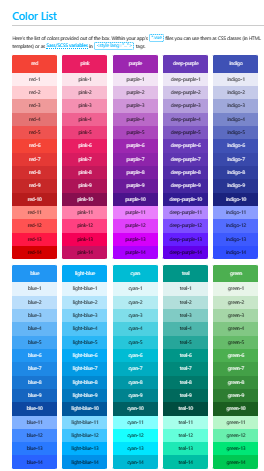 Color List
Here's the list of colors provided out of the box. Within your app's *.vue files you can use them as CSS classes (in HTML
templates) or as Sass/SCSS variables in <style lang="..."> tags.
red pink purple deep-purple indigo
red-1 pink-1 purple-1 deep-purple-1 indigo-1
red-2 pink-2 purple-2 deep-purple-2 indigo-2
red-3 pink-3 purple-3 deep-purple-3 indigo-3
red-4 pink-4 purple-4 deep-purple-4 indigo-4
red-5 pink-5 purple-5 deep-purple-5 indigo-5
red-6 pink-6 purple-6 deep-purple-6 indigo-6
red-7 pink-7 purple-7 deep-purple-7 indigo-7
red-8 pink-8 purple-8 deep-purple-8 indigo-8
red-9 pink-9 purple-9 deep-purple-9 indigo-9
red-10 pink-10 purple-10 deep-purple-10 indigo-10
red-11 pink-11 purple-11 deep-purple-11 indigo-11
red-12 pink-12 purple-12 deep-purple-12 indigo-12
red-13 pink-13 purple-13 deep-purple-13 indigo-13
red-14 pink-14 purple-14 deep-purple-14 indigo-14
blue light-blue cyan teal green
blue-1 light-blue-1 cyan-1 teal-1 green-1
blue-2 light-blue-2 cyan-2 teal-2 green-2
blue-3 light-blue-3 cyan-3 teal-3 green-3
blue-4 light-blue-4 cyan-4 teal-4 green-4
blue-5 light-blue-5 cyan-5 teal-5 green-5
blue-6 light-blue-6 cyan-6 teal-6 green-6
blue-7 light-blue-7 cyan-7 teal-7 green-7
blue-8 light-blue-8 cyan-8 teal-8 green-8
blue-9 light-blue-9 cyan-9 teal-9 green-9
blue-10 light-blue-10 cyan-10 teal-10 green-10
blue-11 light-blue-11 cyan-11 teal-11 green-11
blue-12 light-blue-12 cyan-12 teal-12 green-12
blue-13 light-blue-13 cyan-13 teal-13 green-13
blue-14 light-blue-14 cyan-14 teal-14 green-14